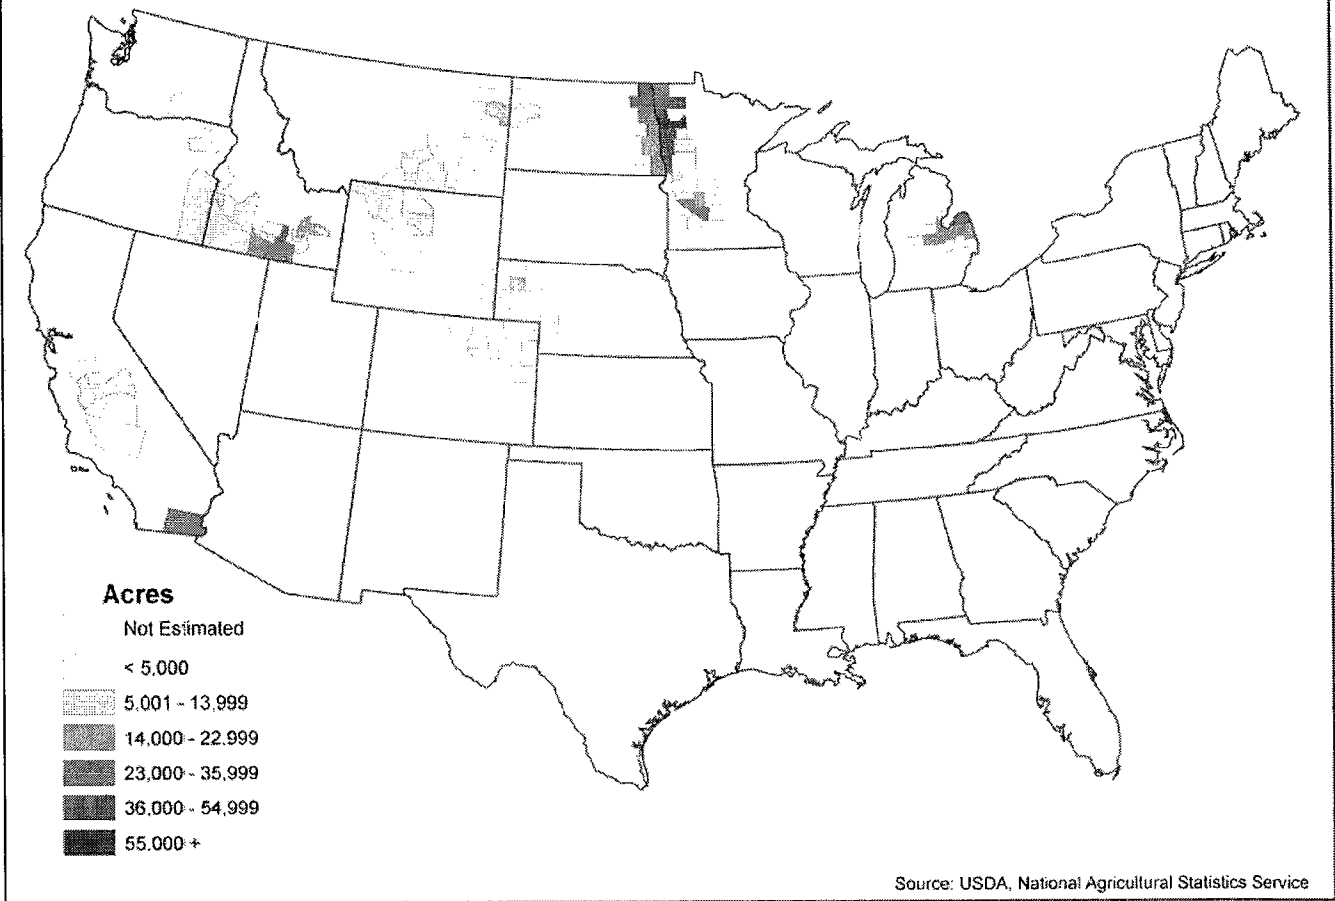 Acres
Not Estimated
< 5,000
5,001 - 13,999
14,000 - 22,999
23,000 - 35,999
36,000 - 54,999
55,000 +
Source: USDA, National Agricultural Statistics Service